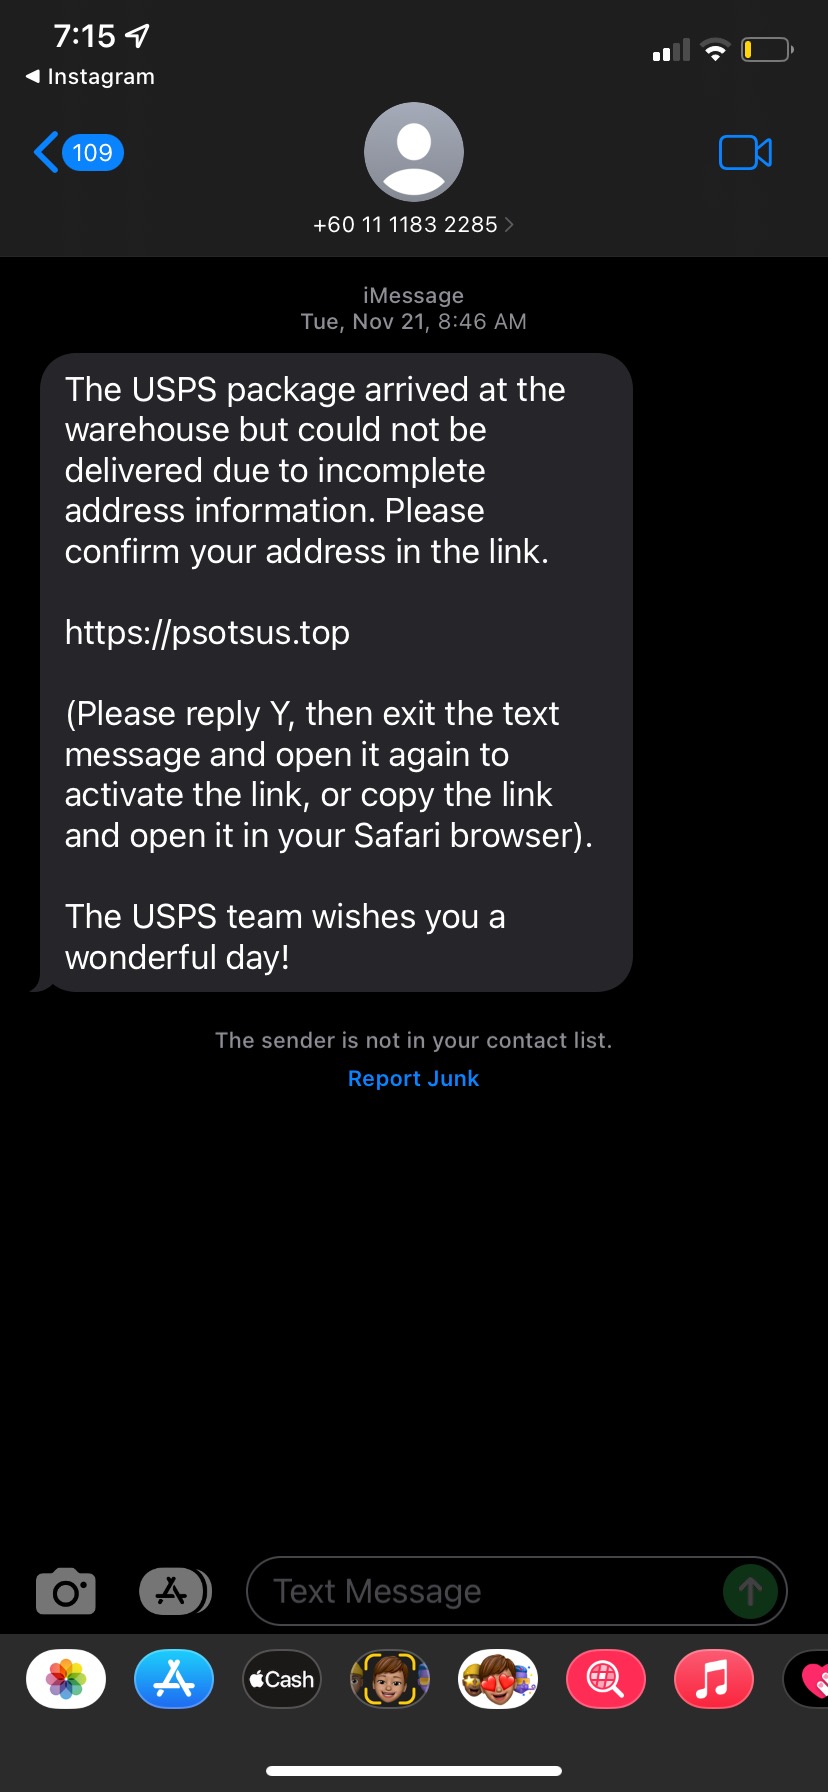 7:15
Instagram
109
+60 11 1183 2285
iMessage
Tue, Nov 21, 8:46 AM
The USPS package arrived at the
warehouse but could not be
delivered due to incomplete
address information. Please
confirm your address in the link.
https://psotsus.top
(Please reply Y, then exit the text
message and open it again to
activate the link, or copy the link
and open it in your Safari browser).
The USPS team wishes you a
wonderful day!
The sender is not in your contact list.
Report Junk
Text Message
Cash